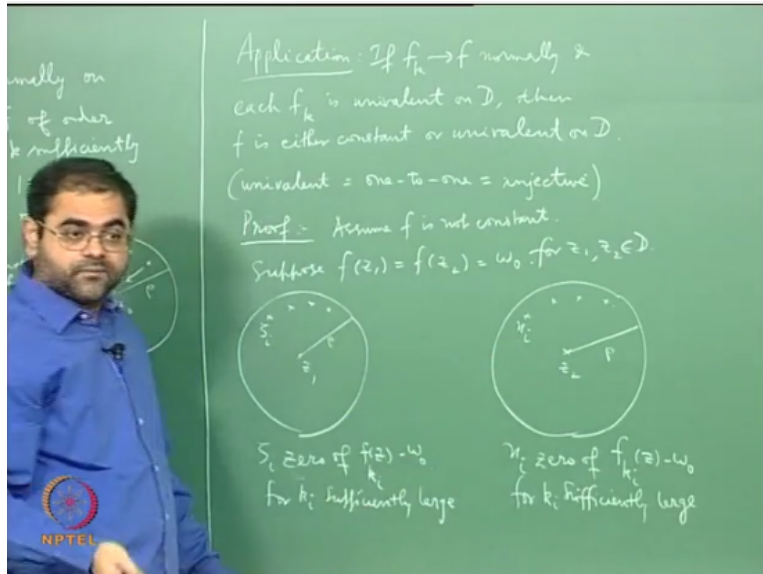 mally on
of order
sufficiently
Application: If f_k → f normally &
each f_k is univalent on D, then
f is either constant or univalent on D.
(univalent = one-to-one = injective)
Proof:- Assume f is not constant.
Suppose f(z_1) = f(z_2) = w_0 for z_1, z_2 ∈ D.
ρ
ζ_i
ρ
z_1
η_i
ρ
z_2
ζ_i zero of f_{k_i}(z) - w_0
for k_i sufficiently large
η_i zero of f_{k_i}(z) - w_0
for k_i sufficiently large
NPTEL